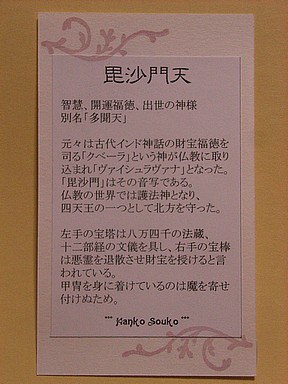 毘沙門天
智慧、開運福徳、出世の神様
別名「多聞天」
元々は古代インド神話の財宝福徳を
司る「クベーラ」という神が仏教に取り
込まれ「ヴァイシュラヴァナ」となった。
「毘沙門」はその音写である。
仏教の世界では護法神となり、
四天王の一つとして北方を守った。
左手の宝塔は八万四千の法蔵、
十二部経の文儀を具し、右手の宝棒
は悪霊を退散させ財宝を授けると言
われている。
甲冑を身に着けているのは魔を寄せ
付けぬため。
*** Hanko Souko ***